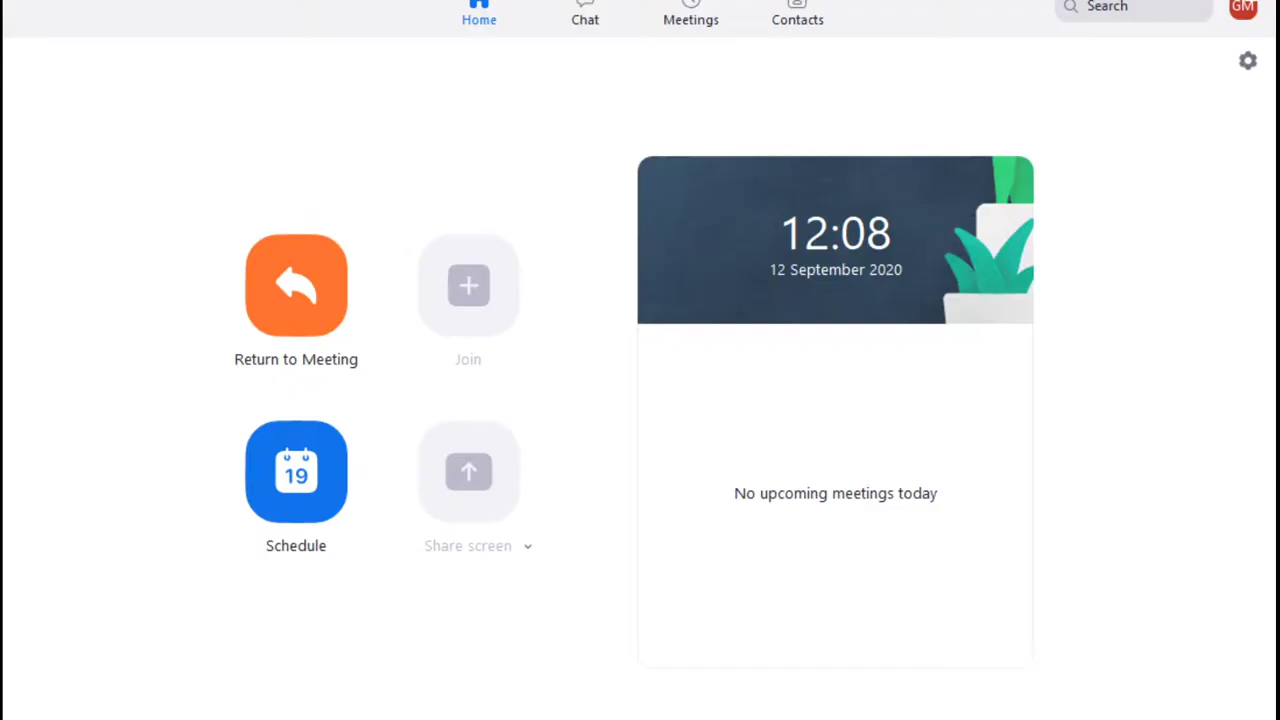 Home
Chat
Meetings
Contacts
Search
GM
12:08
12 September 2020
Return to Meeting
Join
19
Schedule
Share screen
No upcoming meetings today